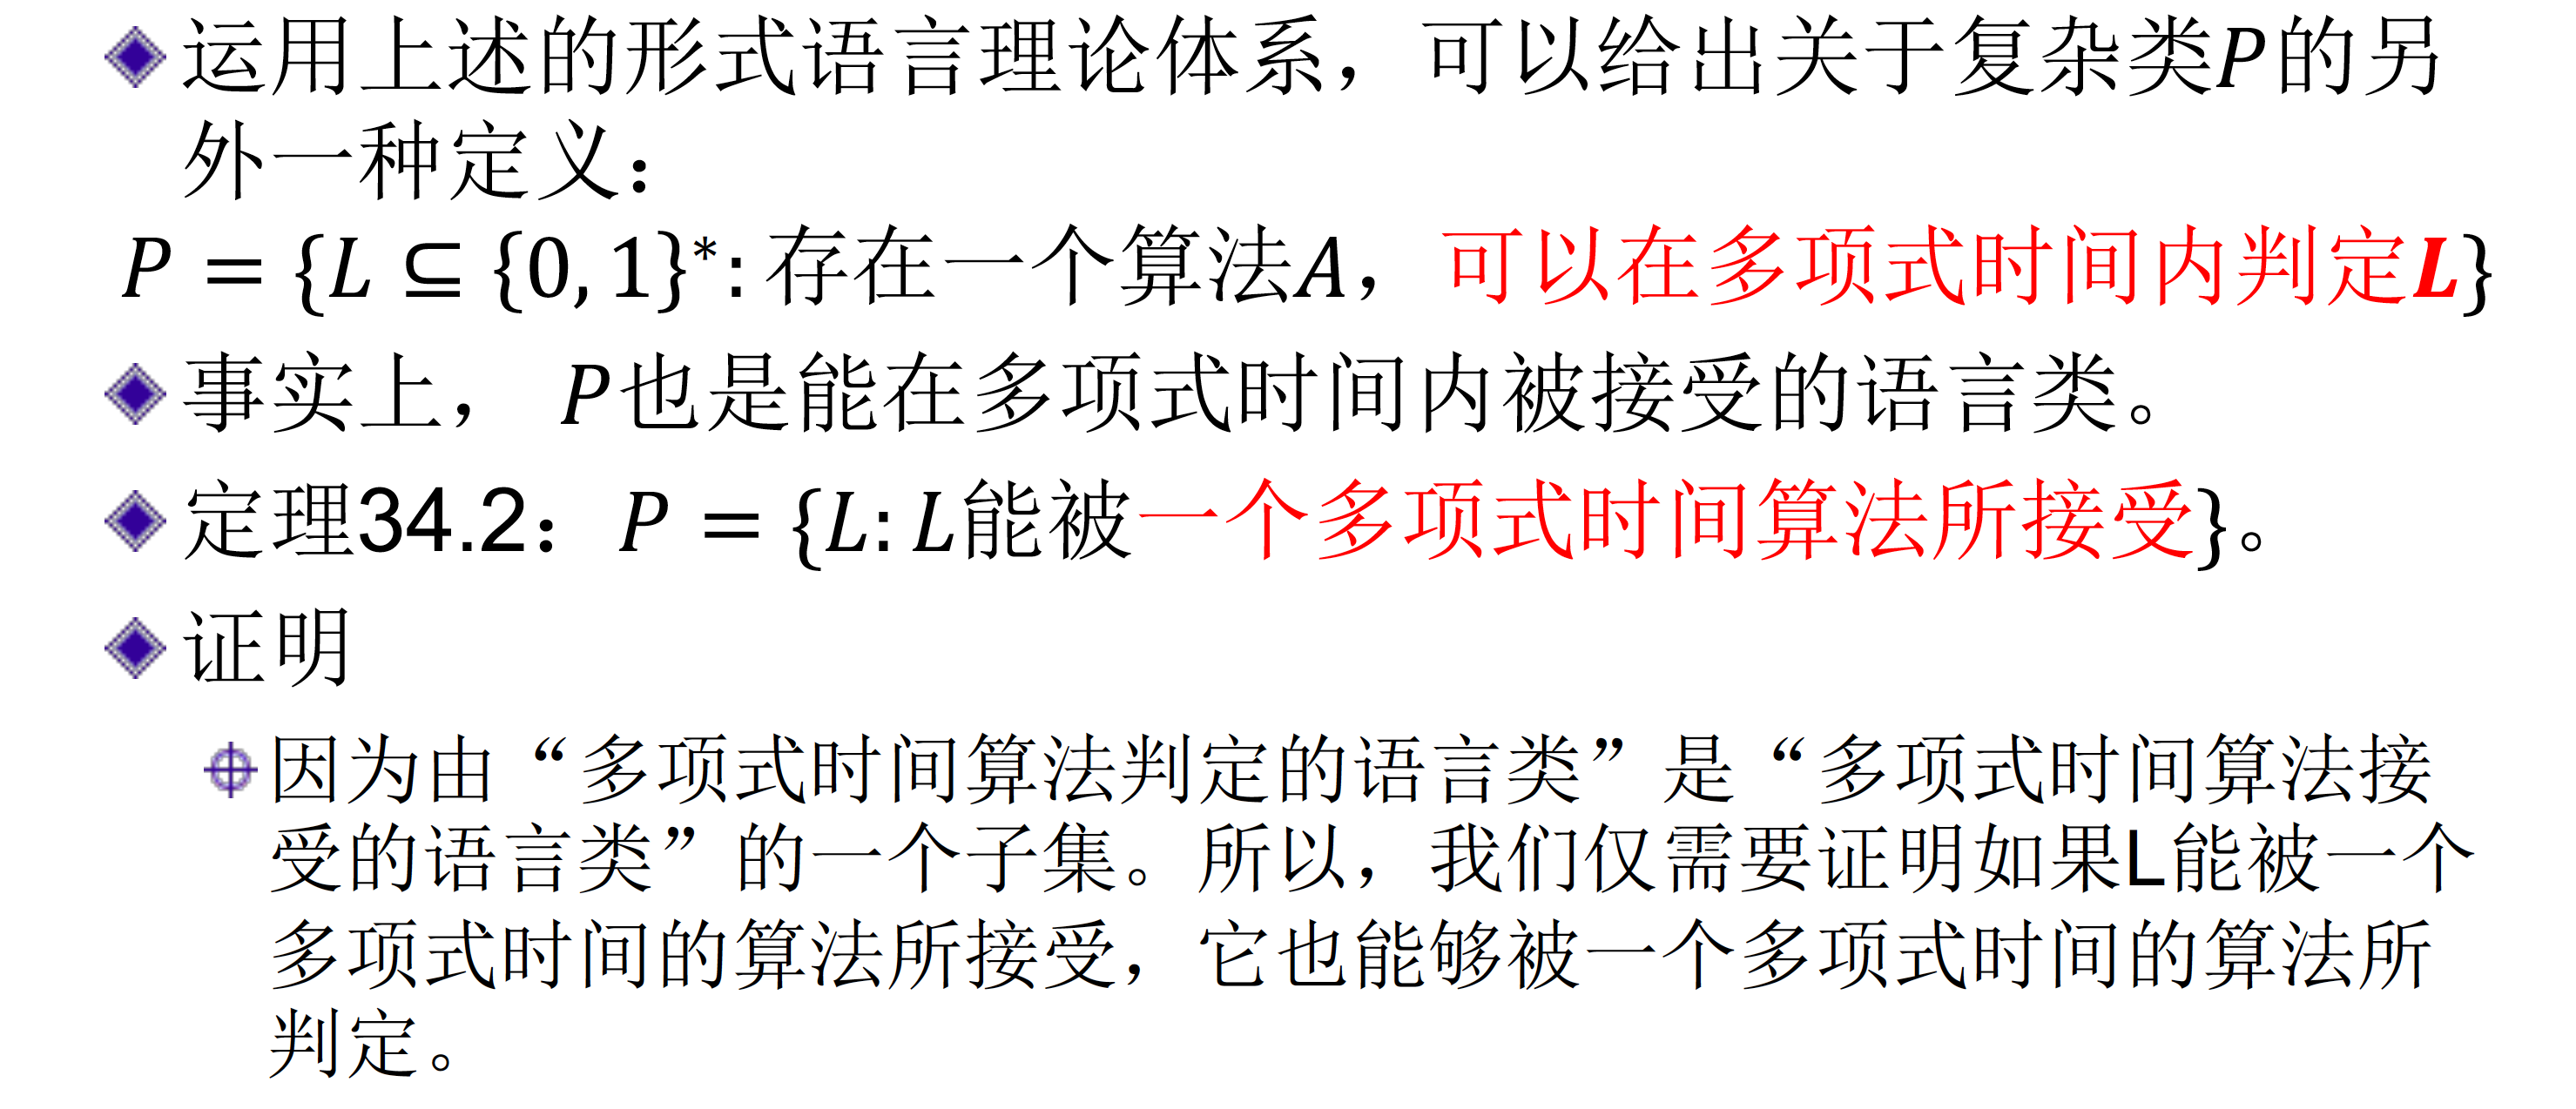 运用上述的形式语言理论体系，可以给出关于复杂类P的另
外一种定义：
P = {L ⊆ {0, 1}*: 存在一个算法A，可以在多项式时间内判定L}
事实上， P也是能在多项式时间内被接受的语言类。
定理34.2：P = {L: L能被一个多项式时间算法所接受}。
证明
因为由“多项式时间算法判定的语言类”是“多项式时间算法接
受的语言类”的一个子集。所以，我们仅需要证明如果L能被一个
多项式时间的算法所接受，它也能够被一个多项式时间的算法所
判定。